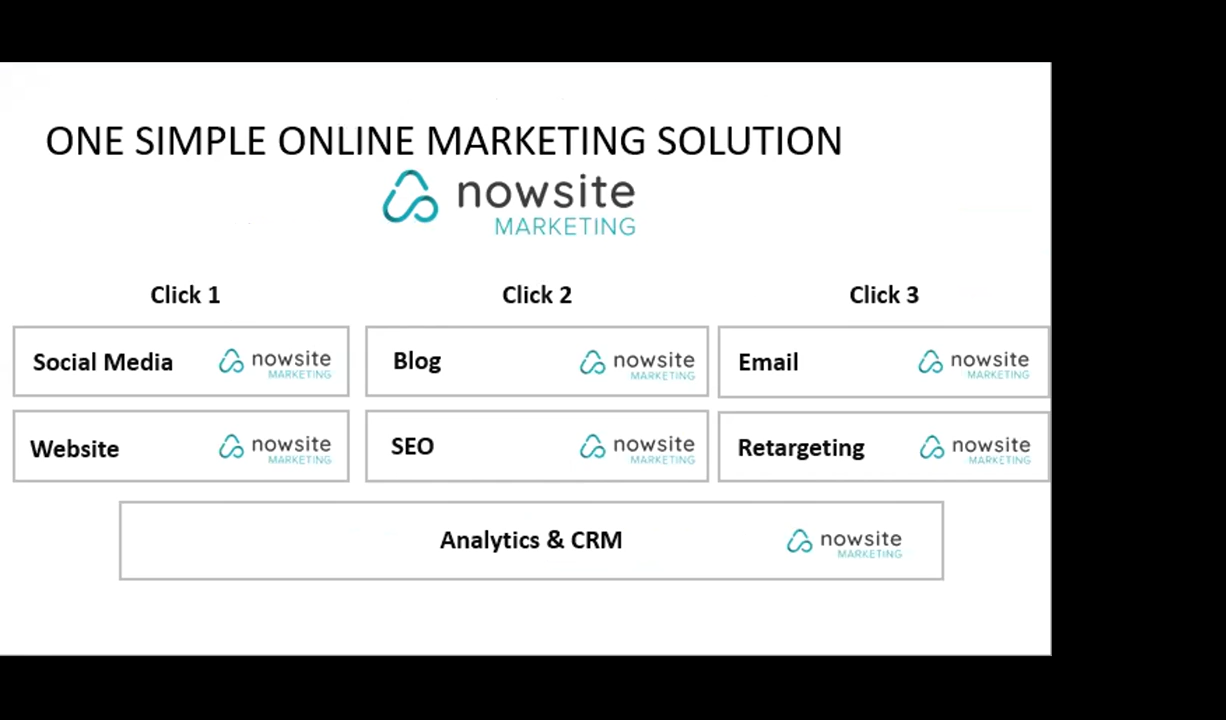 ONE SIMPLE ONLINE MARKETING SOLUTION
nowsite
MARKETING
Click 1
Click 2
Click 3
Social Media
nowsite
MARKETING
Blog
nowsite
MARKETING
Email
nowsite
MARKETING
Website
nowsite
MARKETING
SEO
nowsite
MARKETING
Retargeting
nowsite
MARKETING
Analytics & CRM
nowsite
MARKETING